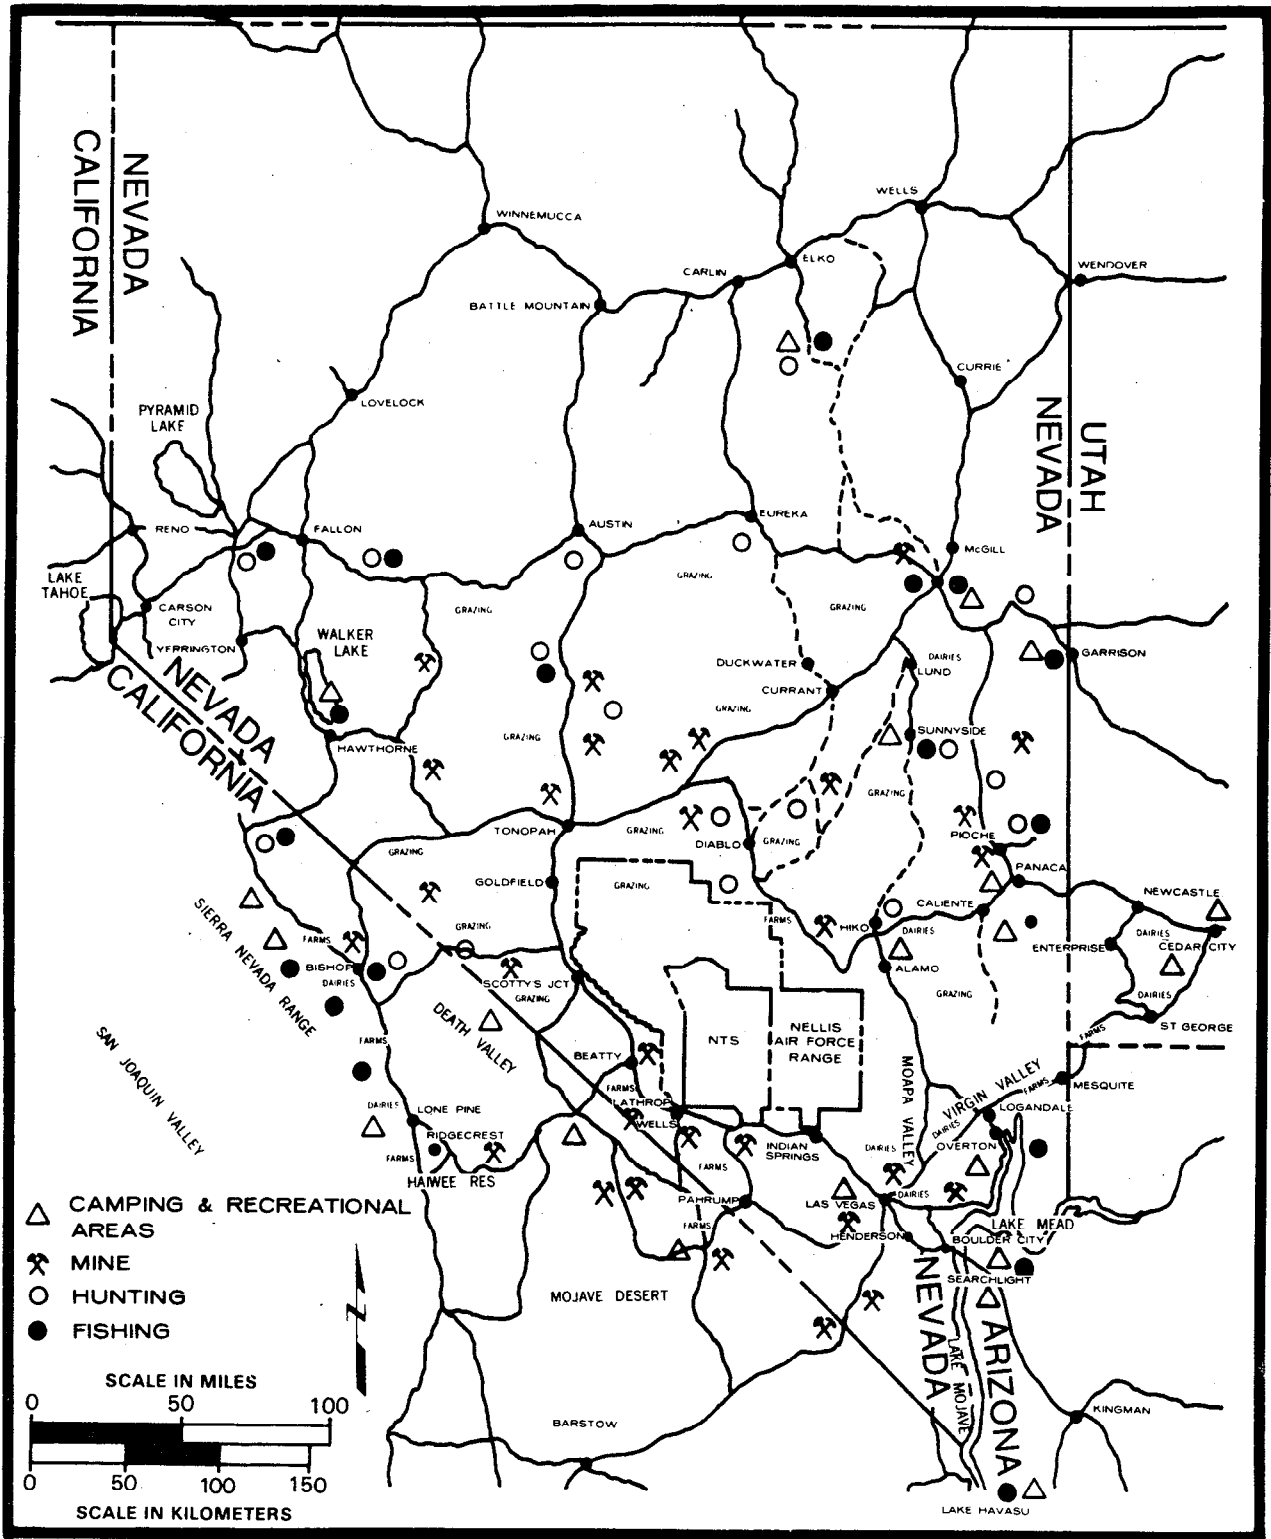 NEVADA
CALIFORNIA
WINNEMUCCA
WELLS
ELKO
CARLIN
WENDOVER
BATTLE MOUNTAIN
CURRIE
LOVELOCK
PYRAMID
LAKE
UTAH
NEVADA
RENO
FALLON
AUSTIN
EUREKA
McGILL
GRAZING
LAKE
TAHOE
CARSON
CITY
GRAZING
GRAZING
YERRINGTON
WALKER
LAKE
DUCKWATER
DAIRIES
LUND
GARRISON
CURRANT
NEVADA
CALIFORNIA
GRAZING
GRAZING
HAWTHORNE
SUNNYSIDE
GRAZING
TONOPAH
GRAZING
DIABLO
GRAZING
PIOCHE
GRAZING
PANACA
GOLDFIELD
GRAZING
NEWCASTLE
CALIENTE
SIERRA NEVADA RANGE
FARMS
GRAZING
FARMS
HIKO
DAIRIES
DAIRIES
ENTERPRISE
CEDAR CITY
BISHOP
DAIRIES
SCOTTY'S JCT
GRAZING
ALAMO
GRAZING
DAIRIES
ST GEORGE
DEATH VALLEY
SAN JOAQUIN VALLEY
FARMS
NTS
NELLIS
AIR FORCE
RANGE
FARMS
BEATTY
MOAPA VALLEY
VIRGIN VALLEY
FARMS
MESQUITE
FARMS
DAIRIES
LATHROP
WELLS
LONE PINE
LOGANDALE
DAIRIES
RIDGECREST
FARMS
HAIWEE RES
INDIAN
SPRINGS
DAIRIES
OVERTON
FARMS
PAHRUMP
LAS VEGAS
DAIRIES
FARMS
HENDERSON
LAKE MEAD
BOULDER CITY
SEARCHLIGHT
MOJAVE DESERT
NEVADA
ARIZONA
LAKE MOJAVE
BARSTOW
KINGMAN
LAKE HAVASU
CAMPING & RECREATIONAL
AREAS
MINE
HUNTING
FISHING
N
SCALE IN MILES
0 50 100
0 50 100 150
SCALE IN KILOMETERS